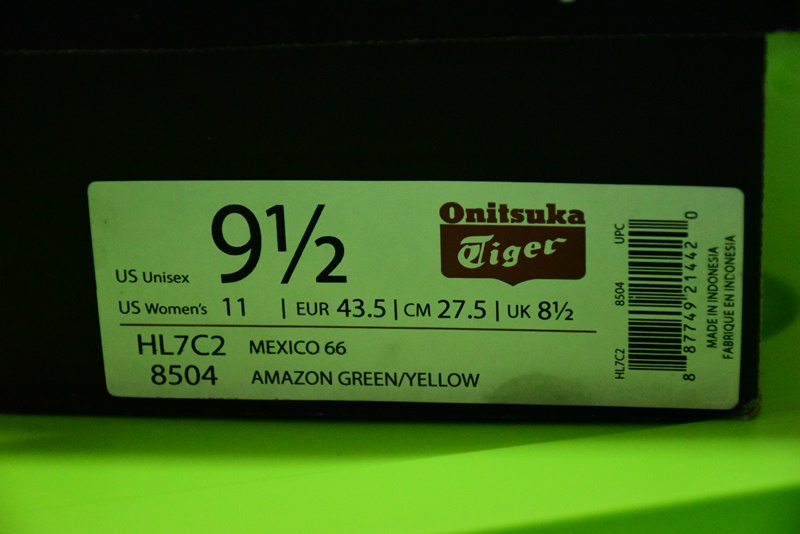 9½
US Unisex
US Women's 11 | EUR 43.5 | CM 27.5 | UK 8½
HL7C2 MEXICO 66
8504 AMAZON GREEN/YELLOW
Onitsuka
Tiger
HL7C2 8504 UPC
8 87749 21442 0
MADE IN INDONESIA
FABRIQUE EN INDONESIA